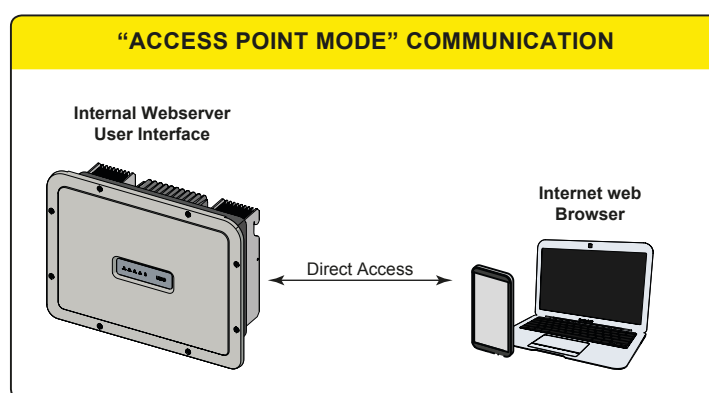 “ACCESS POINT MODE” COMMUNICATION
Internal Webserver
User Interface
Internet web
Browser
Direct Access